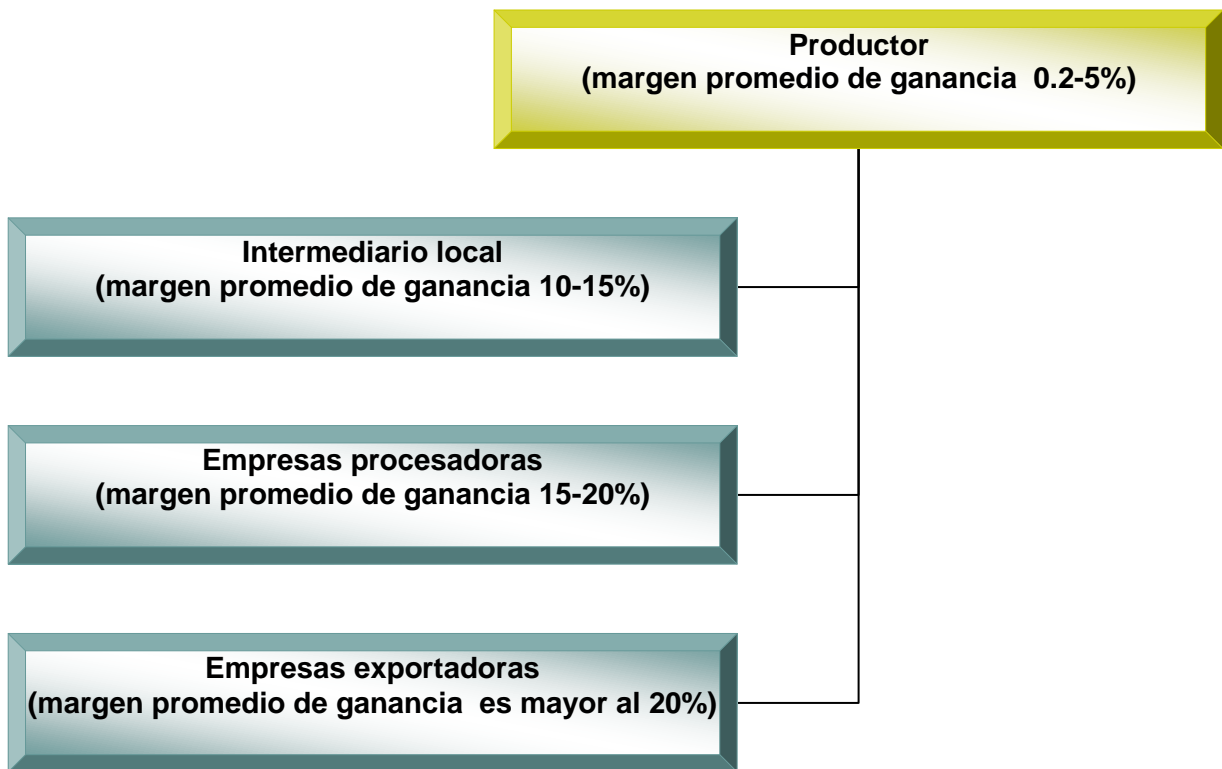 Productor
(margen promedio de ganancia  0.2-5%)
Intermediario local
(margen promedio de ganancia 10-15%)
Empresas procesadoras
(margen promedio de ganancia 15-20%)
Empresas exportadoras
(margen promedio de ganancia  es mayor al 20%)